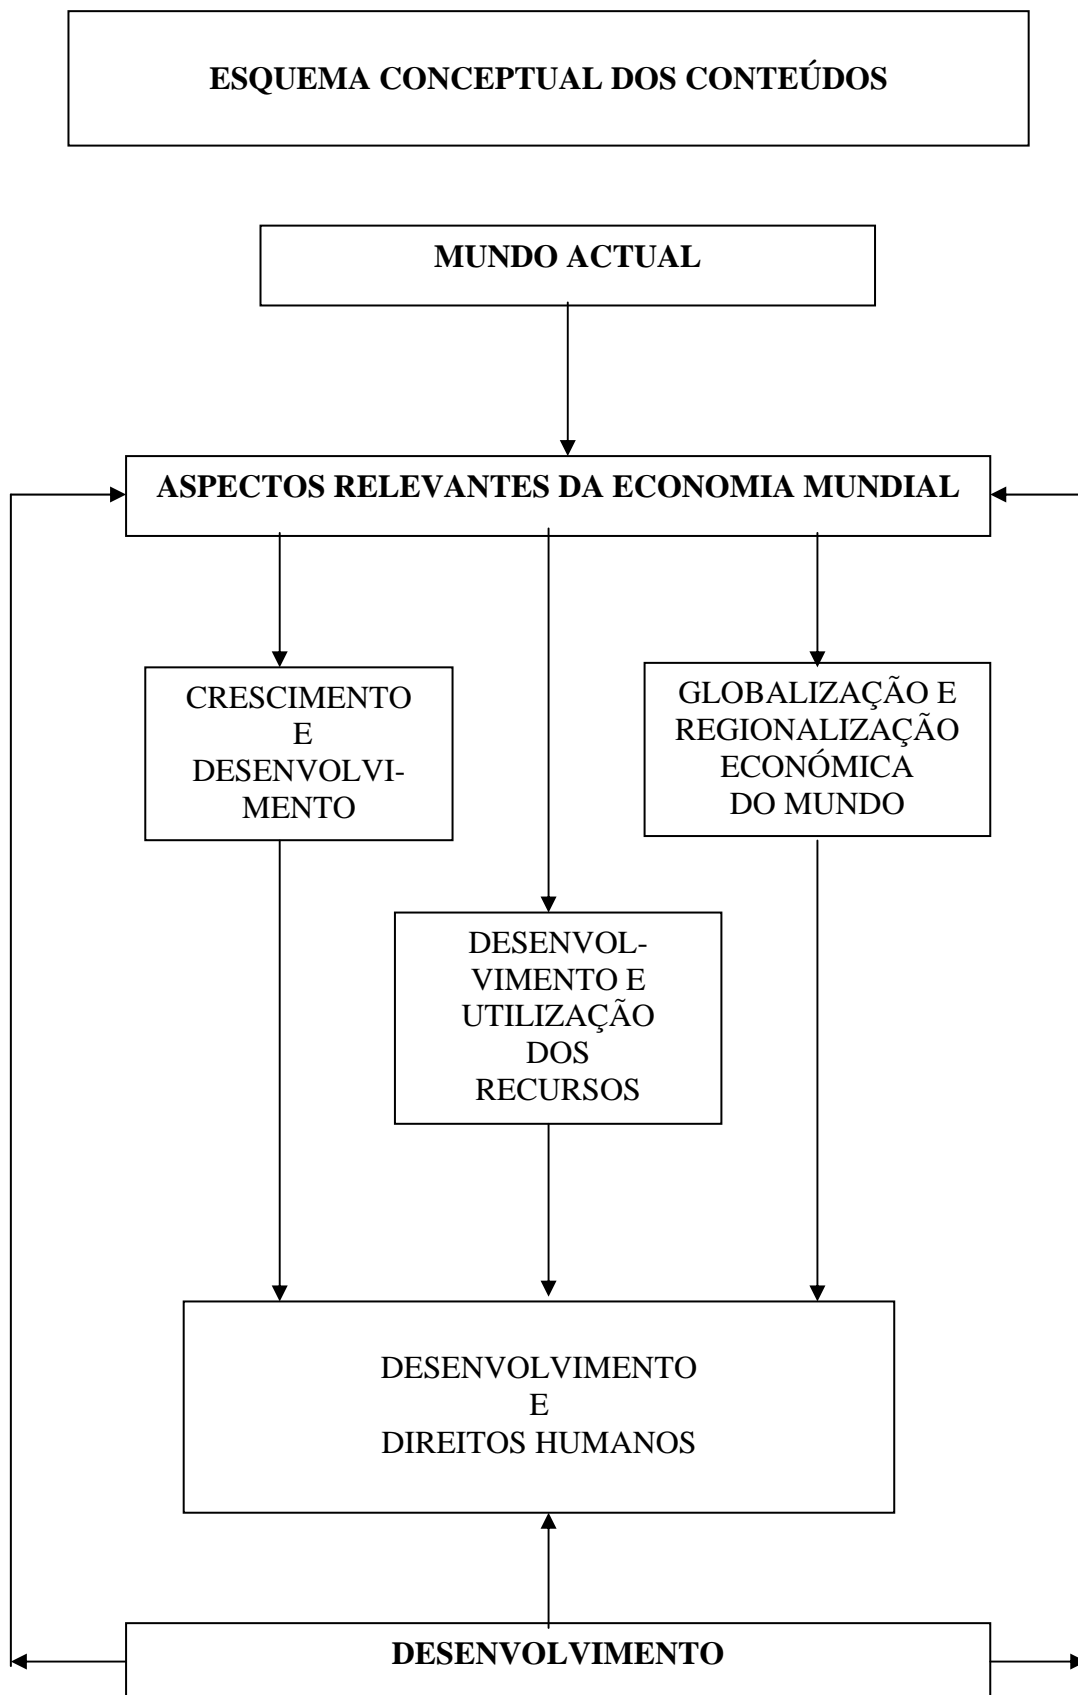 ESQUEMA CONCEPTUAL DOS CONTEÚDOS
MUNDO ACTUAL
ASPECTOS RELEVANTES DA ECONOMIA MUNDIAL
CRESCIMENTO
E
DESENVOLVI-
MENTO
GLOBALIZAÇÃO E
REGIONALIZAÇÃO
ECONÓMICA
DO MUNDO
DESENVOL-
VIMENTO E
UTILIZAÇÃO
DOS
RECURSOS
DESENVOLVIMENTO
E
DIREITOS HUMANOS
DESENVOLVIMENTO